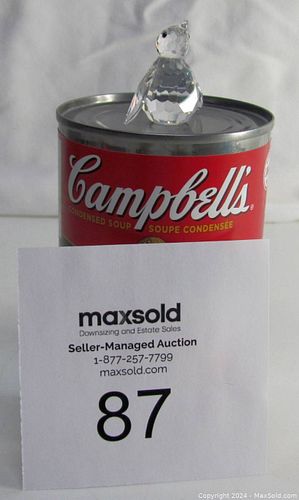 Campbell's®
CONDENSED SOUP SOUPE CONDENSÉE
maxsold
Downsizing and Estate Sales
Seller-Managed Auction
1-877-257-7799
maxsold.com
87
Copyright 2024 - MaxSold.com